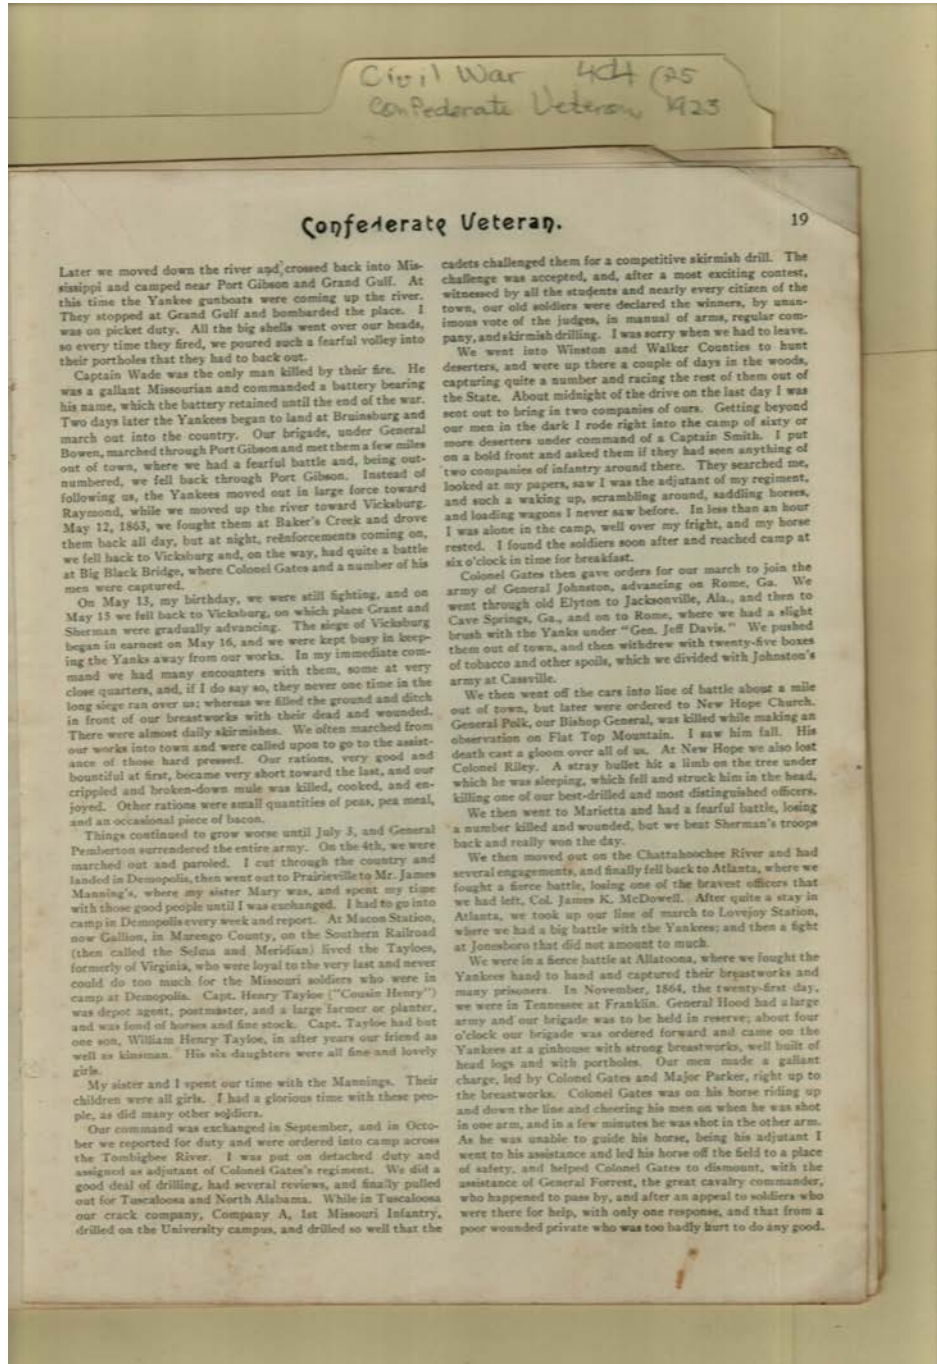 Civil War 4d4 (25
Confederate Veteran, 1923
Confederate Veteran.
19
Later we moved down the river and crossed back into Mis-
sissippi and camped near Port Gibson and Grand Gulf. At
this time the Yankee gunboats were coming up the river.
They stopped at Grand Gulf and bombarded the place. I
was on picket duty. All the big shells went over our heads,
so every time they fired, we poured such a fearful volley into
their portholes that they had to back out.
Captain Wade was the only man killed by their fire. He
was a gallant Missourian and commanded a battery bearing
his name, which the battery retained until the end of the war.
Two days later the Yankees began to land at Bruinsburg and
march out into the country. Our brigade, under General
Bowen, marched through Port Gibson and met them a few miles
out of town, where we had a fearful battle and, being out-
numbered, we fell back through Port Gibson. Instead of
following us, the Yankees moved out in large force toward
Raymond, while we moved up the river toward Vicksburg.
May 12, 1863, we fought them at Baker's Creek and drove
them back all day, but at night, reënforcements coming on,
we fell back to Vicksburg and, on the way, had quite a battle
at Big Black Bridge, where Colonel Gates and a number of his
men were captured.
On May 13, my birthday, we were still fighting, and on
May 15 we fell back to Vicksburg, on which place Grant and
Sherman were gradually advancing. The siege of Vicksburg
began in earnest on May 16, and we were kept busy in keep-
ing the Yanks away from our works. In my immediate com-
mand we had many encounters with them, some at very
close quarters, and, if I do say so, they never one time in the
long siege ran over us; whereas we filled the ground and ditch
in front of our breastworks with their dead and wounded.
There were almost daily skirmishes. We often marched from
our works into town and were called upon to go to the assist-
ance of those hard pressed. Our rations, very good and
bountiful at first, became very short toward the last, and our
crippled and broken-down mule was killed, cooked, and en-
joyed. Other rations were small quantities of peas, pea meal,
and an occasional piece of bacon.
Things continued to grow worse until July 3, and General
Pemberton surrendered the entire army. On the 4th, we were
marched out and paroled. I cut through the country and
landed in Demopolis, then went out to Prairieville to Mr. James
Manning's, where my sister Mary was, and spent my time
with those good people until I was exchanged. I had to go into
camp in Demopolis every week and report. At Macon Station,
now Gallion, in Marengo County, on the Southern Railroad
(then called the Selma and Meridian) lived the Tayloes,
formerly of Virginia, who were loyal to the very last and never
could do too much for the Missouri soldiers who were in
camp at Demopolis. Capt. Henry Tayloe ("Cousin Henry")
was depot agent, postmaster, and a large farmer or planter,
and was fond of horses and fine stock. Capt. Tayloe had but
one son, William Henry Tayloe, in after years our friend as
well as kinsman. His six daughters were all fine and lovely
girls.
My sister and I spent our time with the Mannings. Their
children were all girls. I had a glorious time with these peo-
ple, as did many other soldiers.
Our command was exchanged in September, and in Octo-
ber we reported for duty and were ordered into camp across
the Tombigbee River. I was put on detached duty and
assigned as adjutant of Colonel Gates's regiment. We did a
good deal of drilling, had several reviews, and finally pulled
out for Tuscaloosa and North Alabama. While in Tuscaloosa
our crack company, Company A, 1st Missouri Infantry,
drilled on the University campus, and drilled so well that the
cadets challenged them for a competitive skirmish drill. The
challenge was accepted, and, after a most exciting contest,
witnessed by all the students and nearly every citizen of the
town, our old soldiers were declared the winners, by unan-
imous vote of the judges, in manual of arms, regular com-
pany, and skirmish drilling. I was sorry when we had to leave.
We went into Winston and Walker Counties to hunt
deserters, and were up there a couple of days in the woods,
capturing quite a number and racing the rest of them out of
the State. About midnight of the drive on the last day I was
sent out to bring in two companies of ours. Getting beyond
our men in the dark I rode right into the camp of sixty or
more deserters under command of a Captain Smith. I put
on a bold front and asked them if they had seen anything of
two companies of infantry around there. They searched me,
looked at my papers, saw I was the adjutant of my regiment,
and such a waking up, scrambling around, saddling horses,
and loading wagons I never saw before. In less than an hour
I was alone in the camp, well over my fright, and my horse
rested. I found the soldiers soon after and reached camp at
six o'clock in time for breakfast.
Colonel Gates then gave orders for our march to join the
army of General Johnston, advancing on Rome, Ga. We
went through old Elyton to Jacksonville, Ala., and then to
Cave Springs, Ga., and on to Rome, where we had a slight
brush with the Yanks under "Gen. Jeff Davis." We pushed
them out of town, and then withdrew with twenty-five boxes
of tobacco and other spoils, which we divided with Johnston's
army at Cassville.
We then went off the cars into line of battle about a mile
out of town, but later were ordered to New Hope Church.
General Polk, our Bishop General, was killed while making an
observation on Flat Top Mountain. I saw him fall. His
death cast a gloom over all of us. At New Hope we also lost
Colonel Riley. A stray bullet hit a limb on the tree under
which he was sleeping, which fell and struck him in the head,
killing one of our best-drilled and most distinguished officers.
We then went to Marietta and had a fearful battle, losing
a number killed and wounded, but we beat Sherman's troops
back and really won the day.
We then moved out on the Chattahoochee River and had
several engagements, and finally fell back to Atlanta, where we
fought a fierce battle, losing one of the bravest officers that
we had left, Col. James K. McDowell. After quite a stay in
Atlanta, we took up our line of march to Lovejoy Station,
where we had a big battle with the Yankees; and then a fight
at Jonesboro that did not amount to much.
We were in a fierce battle at Allatoona, where we fought the
Yankees hand to hand and captured their breastworks and
many prisoners. In November, 1864, the twenty-first day,
we were in Tennessee at Franklin. General Hood had a large
army and our brigade was to be held in reserve; about four
o'clock our brigade was ordered forward and came on the
Yankees at a ginhouse with strong breastworks, well built of
head logs and with portholes. Our men made a gallant
charge, led by Colonel Gates and Major Parker, right up to
the breastworks. Colonel Gates was on his horse riding up
and down the line and cheering his men on when he was shot
in one arm, and in a few minutes he was shot in the other arm.
As he was unable to guide his horse, being his adjutant I
went to his assistance and led his horse off the field to a place
of safety, and helped Colonel Gates to dismount, with the
assistance of General Forrest, the great cavalry commander,
who happened to pass by, and after an appeal to soldiers who
were there for help, with only one response, and that from a
poor wounded private who was too badly hurt to do any good.